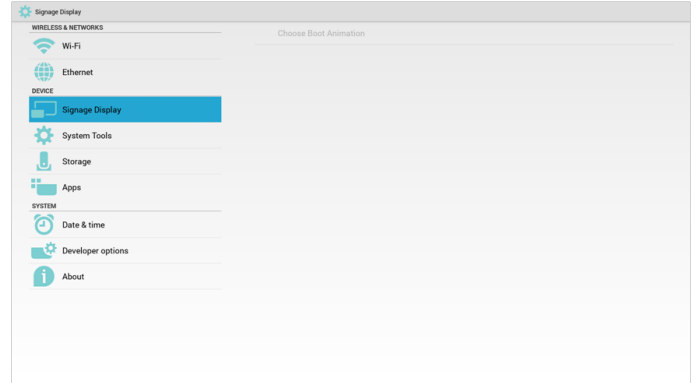 Signage Display
WIRELESS & NETWORKS
Wi-Fi
Ethernet
DEVICE
Signage Display
System Tools
Storage
Apps
SYSTEM
Date & time
Developer options
About
Choose Boot Animation